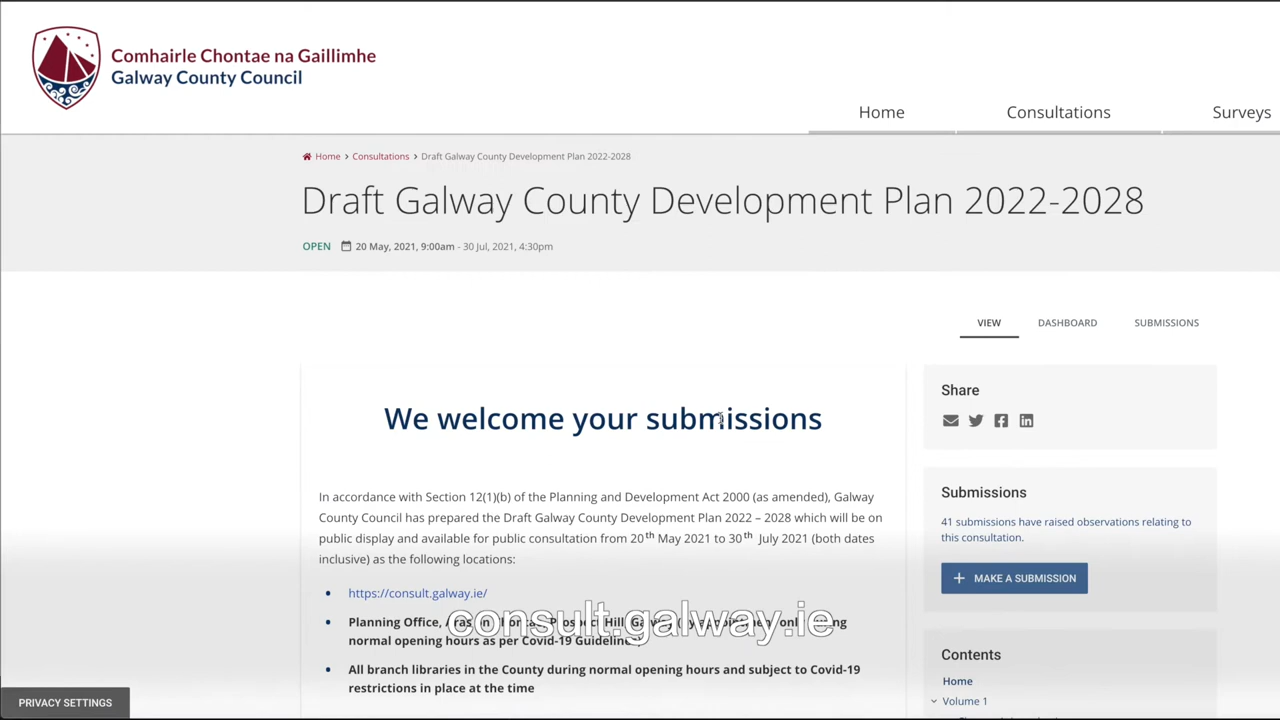 Comhairle Chontae na Gaillimhe
Galway County Council
Home
Consultations
Surveys
Home > Consultations > Draft Galway County Development Plan 2022-2028
Draft Galway County Development Plan 2022-2028
OPEN 20 May, 2021, 9:00am - 30 Jul, 2021, 4:30pm
VIEW
DASHBOARD
SUBMISSIONS
We welcome your submissions
In accordance with Section 12(1)(b) of the Planning and Development Act 2000 (as amended), Galway
County Council has prepared the Draft Galway County Development Plan 2022 – 2028 which will be on
public display and available for public consultation from 20th May 2021 to 30th July 2021 (both dates
inclusive) as the following locations:
• https://consult.galway.ie/
• Planning Office, Aras
normal opening hours as per Covid-19 Guidelines
• All branch libraries in the County during normal opening hours and subject to Covid-19
restrictions in place at the time
consult.galway.ie
Share
Submissions
41 submissions have raised observations relating to
this consultation.
+ MAKE A SUBMISSION
Contents
Home
Volume 1
PRIVACY SETTINGS